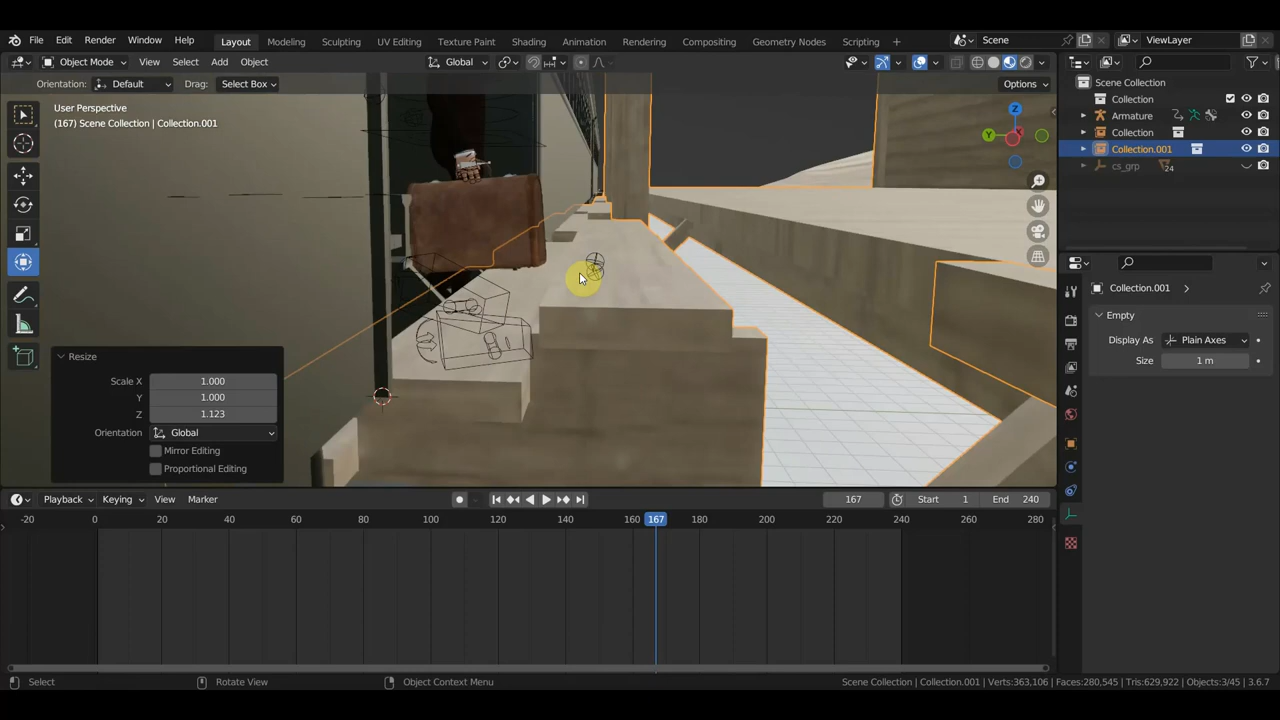 File Edit Render Window Help Layout Modeling Sculpting UV Editing Texture Paint Shading Animation Rendering Compositing Geometry Nodes Scripting + Scene ViewLayer
Object Mode View Select Add Object Global Scene Collection
Orientation: Default Drag: Select Box Options Collection
User Perspective
(167) Scene Collection | Collection.001
Armature
Collection
Collection.001
cs_grp 24
Z
Y
X
Collection.001
Empty
Display As Plain Axes
Size 1 m
Resize
Scale X 1.000
Y 1.000
Z 1.123
Orientation Global
Mirror Editing
Proportional Editing
Playback Keying View Marker 167 Start 1 End 240
-20 0 20 40 60 80 100 120 140 160 167 180 200 220 240 260 280
Select Rotate View Object Context Menu Scene Collection | Collection.001 | Verts:363,106 | Faces:280,545 | Tris:629,922 | Objects:3/45 | 3.6.7